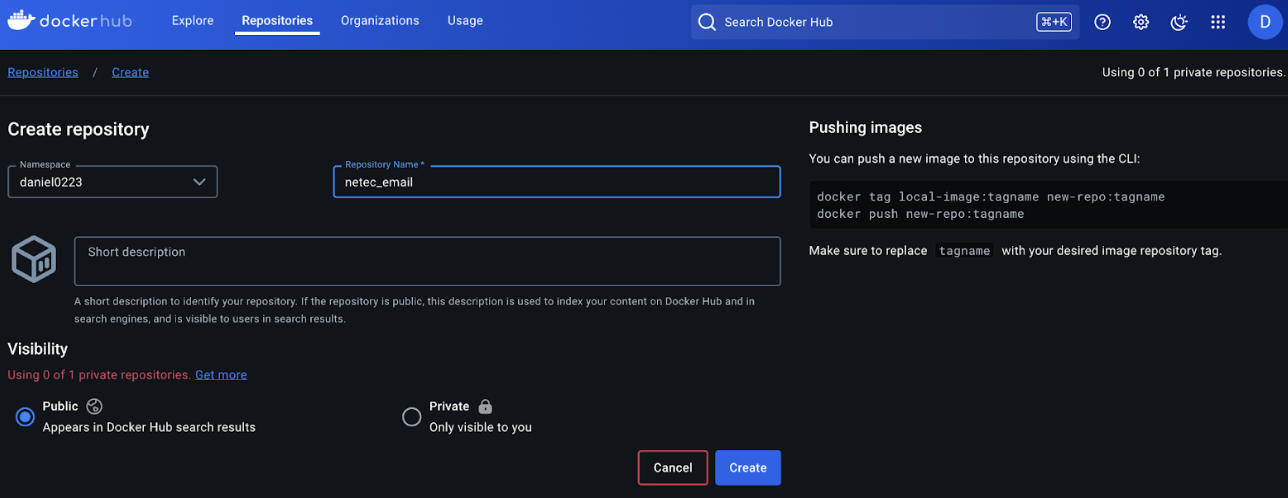 dockerhub
Explore
Repositories
Organizations
Usage
Search Docker Hub
⌘+K
D
Repositories / Create
Using 0 of 1 private repositories.
Create repository
Namespace
daniel0223
Repository Name *
netec_email
Short description
A short description to identify your repository. If the repository is public, this description is used to index your content on Docker Hub and in
search engines, and is visible to users in search results.
Visibility
Using 0 of 1 private repositories. Get more
Public
Appears in Docker Hub search results
Private
Only visible to you
Cancel
Create
Pushing images
You can push a new image to this repository using the CLI:
docker tag local-image:tagname new-repo:tagname
docker push new-repo:tagname
Make sure to replace tagname with your desired image repository tag.